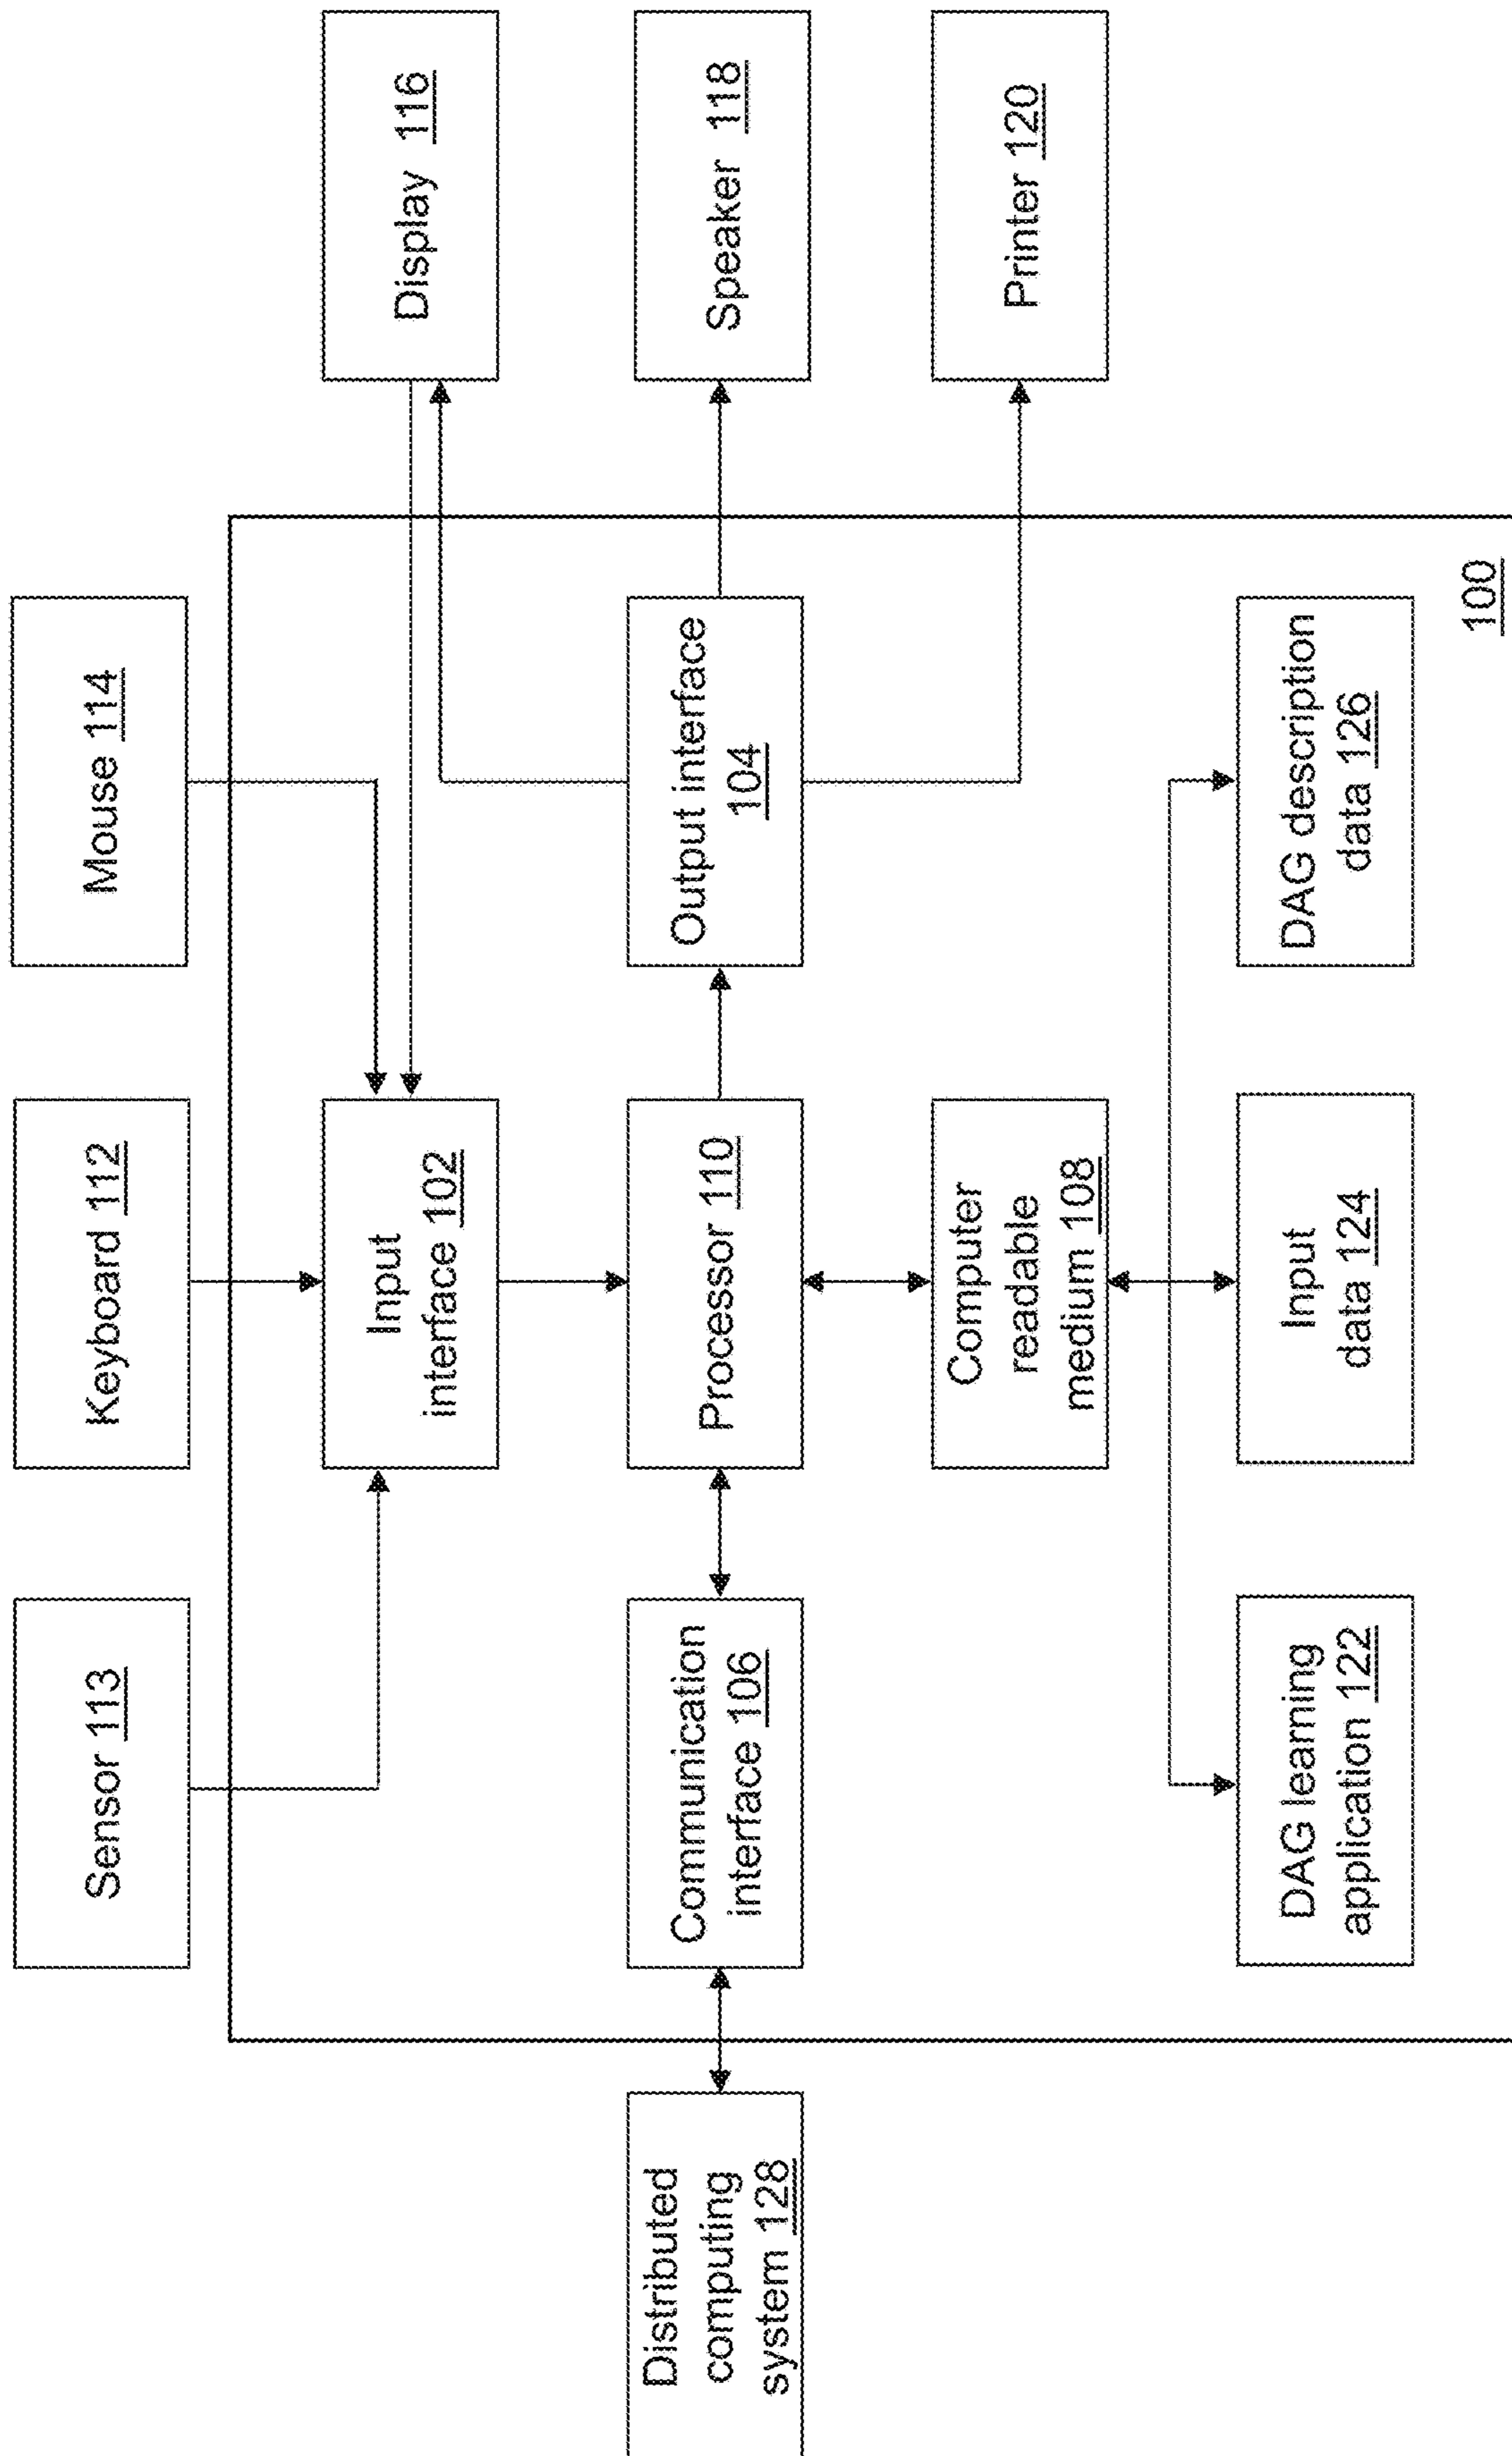 Sensor 113
Keyboard 112
Mouse 114
Input
interface 102
Display 116
Distributed
computing
system 128
Communication
interface 106
Processor 110
Output interface
104
Speaker 118
Computer
readable
medium 108
Printer 120
DAG learning
application 122
Input
data 124
DAG description
data 126
100